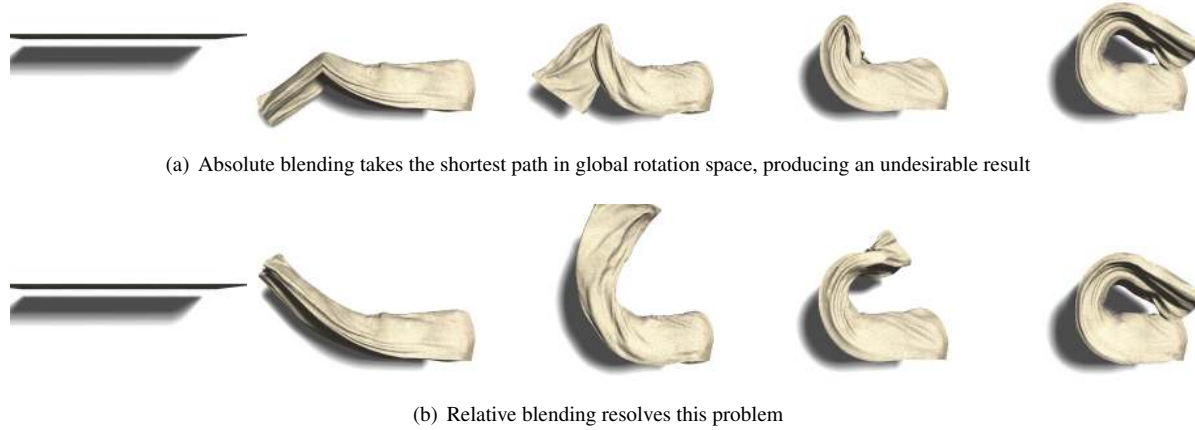 (a) Absolute blending takes the shortest path in global rotation space, producing an undesirable result
(b) Relative blending resolves this problem